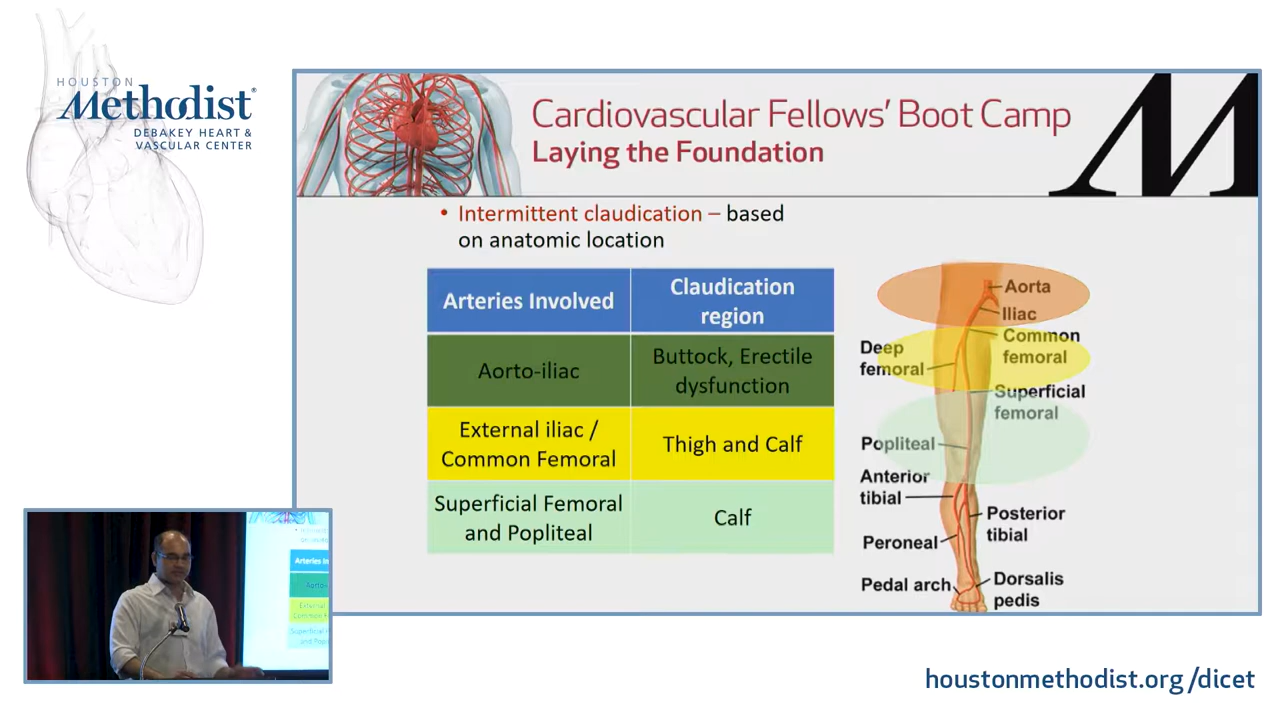 HOUSTON
Methodist®
DEBAKEY HEART &
VASCULAR CENTER
Cardiovascular Fellows' Boot Camp
Laying the Foundation
M
• Intermittent claudication – based
on anatomic location
Arteries Involved
Claudication
region
Aorto-iliac
Buttock, Erectile
dysfunction
External iliac /
Common Femoral
Thigh and Calf
Superficial Femoral
and Popliteal
Calf
Aorta
Iliac
Common
femoral
Deep
femoral
Superficial
femoral
Popliteal
Anterior
tibial
Posterior
tibial
Peroneal
Pedal arch
Dorsalis
pedis
Arteries In
houstonmethodist.org/dicet